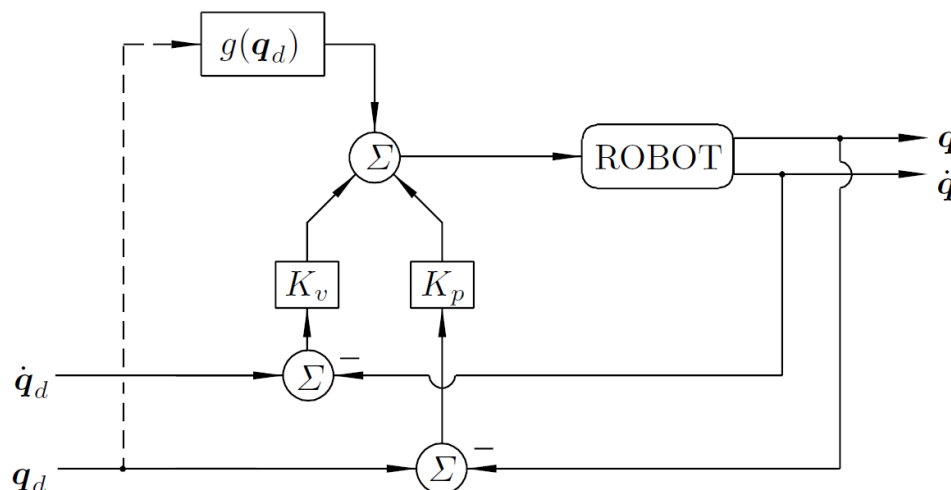 g(q_d)
Σ
ROBOT
q
q̇
K_v
K_p
q̇_d
Σ
−
q_d
Σ
−